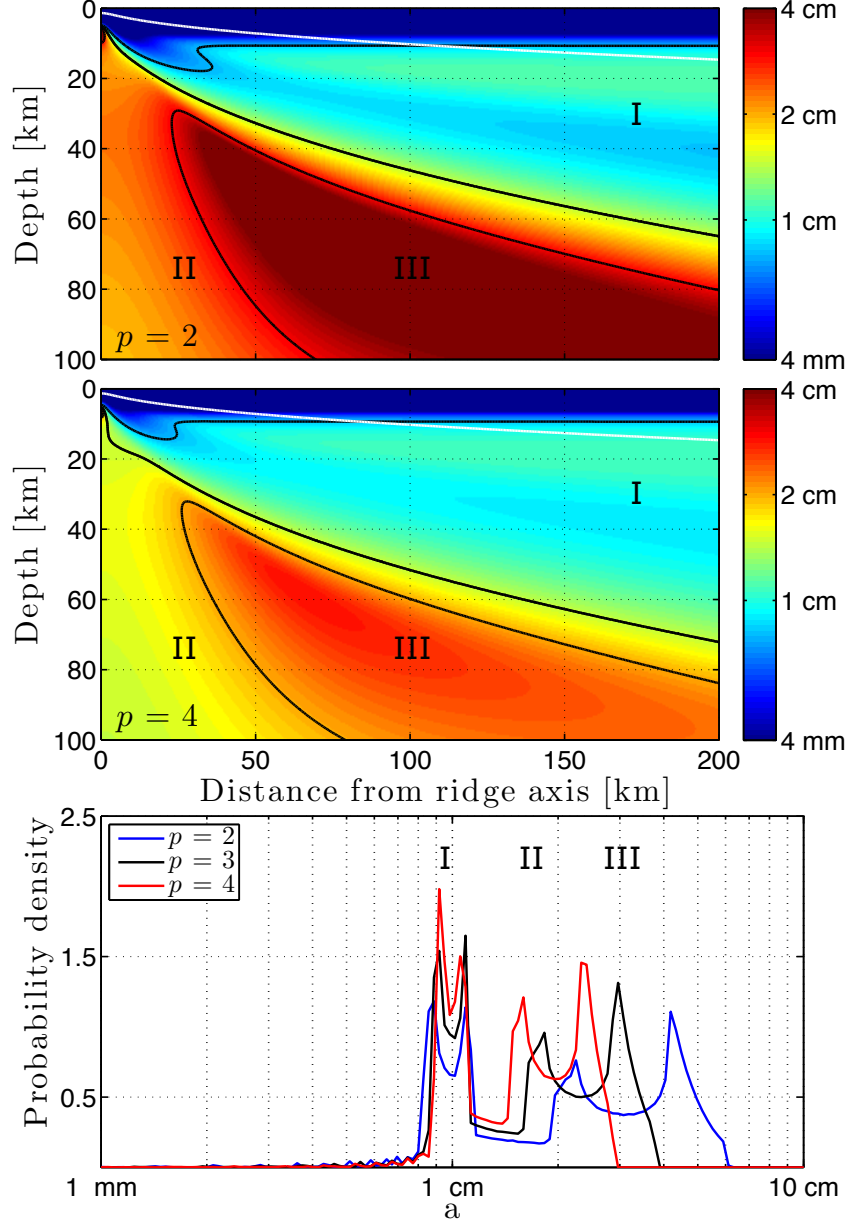 0
20
40
60
80
100
Depth [km]
I
II
III
p = 2
4 cm
2 cm
1 cm
4 mm
0
20
40
60
80
100
Depth [km]
I
II
III
p = 4
4 cm
2 cm
1 cm
4 mm
0
50
100
150
200
Distance from ridge axis [km]
2.5
1.5
0.5
Probability density
p = 2
p = 3
p = 4
I
II
III
1 mm
1 cm
10 cm
a